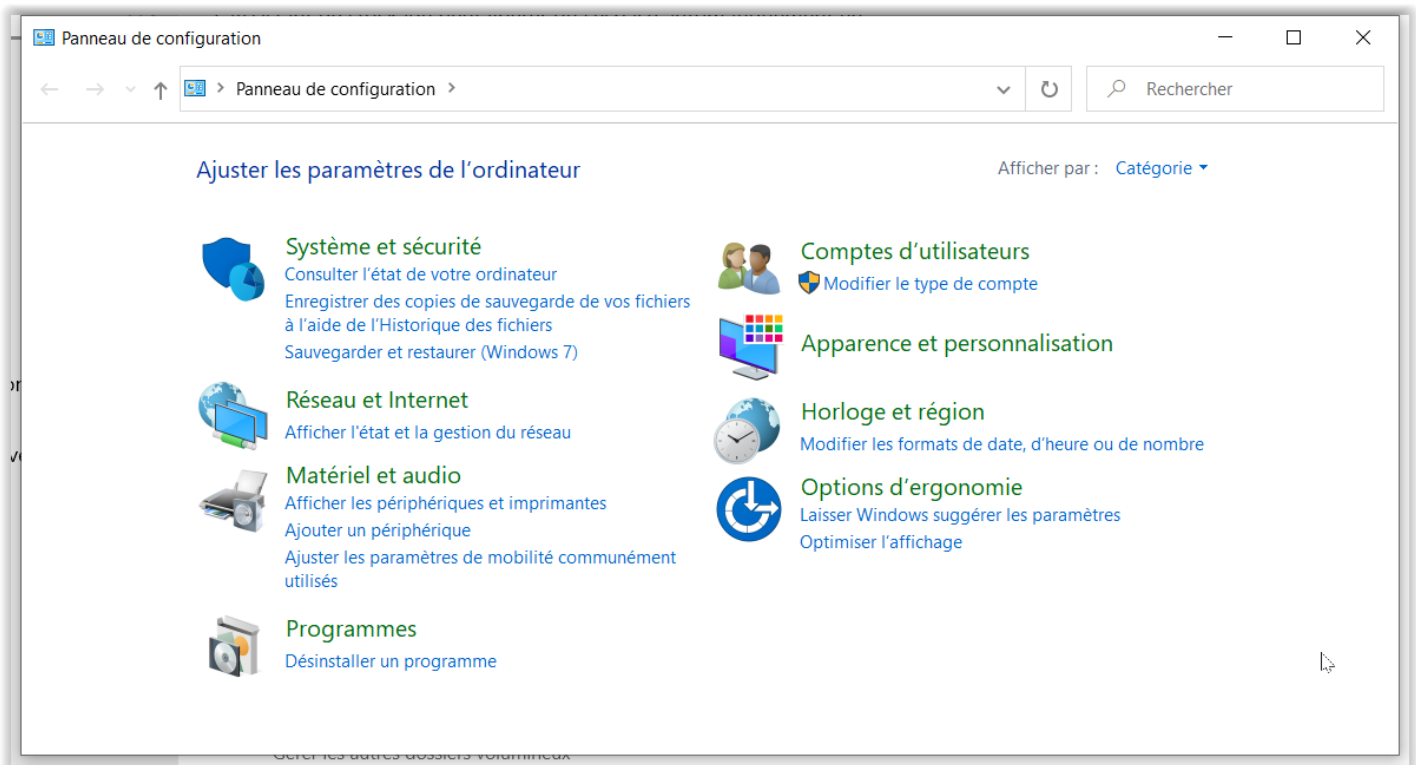 Panneau de configuration
Panneau de configuration
Rechercher
Ajuster les paramètres de l'ordinateur
Afficher par : Catégorie
Système et sécurité
Consulter l'état de votre ordinateur
Enregistrer des copies de sauvegarde de vos fichiers
à l'aide de l'Historique des fichiers
Sauvegarder et restaurer (Windows 7)
Réseau et Internet
Afficher l'état et la gestion du réseau
Matériel et audio
Afficher les périphériques et imprimantes
Ajouter un périphérique
Ajuster les paramètres de mobilité communément
utilisés
Programmes
Désinstaller un programme
Comptes d'utilisateurs
Modifier le type de compte
Apparence et personnalisation
Horloge et région
Modifier les formats de date, d'heure ou de nombre
Options d'ergonomie
Laisser Windows suggérer les paramètres
Optimiser l'affichage
Gérer les autres dossiers volumineux